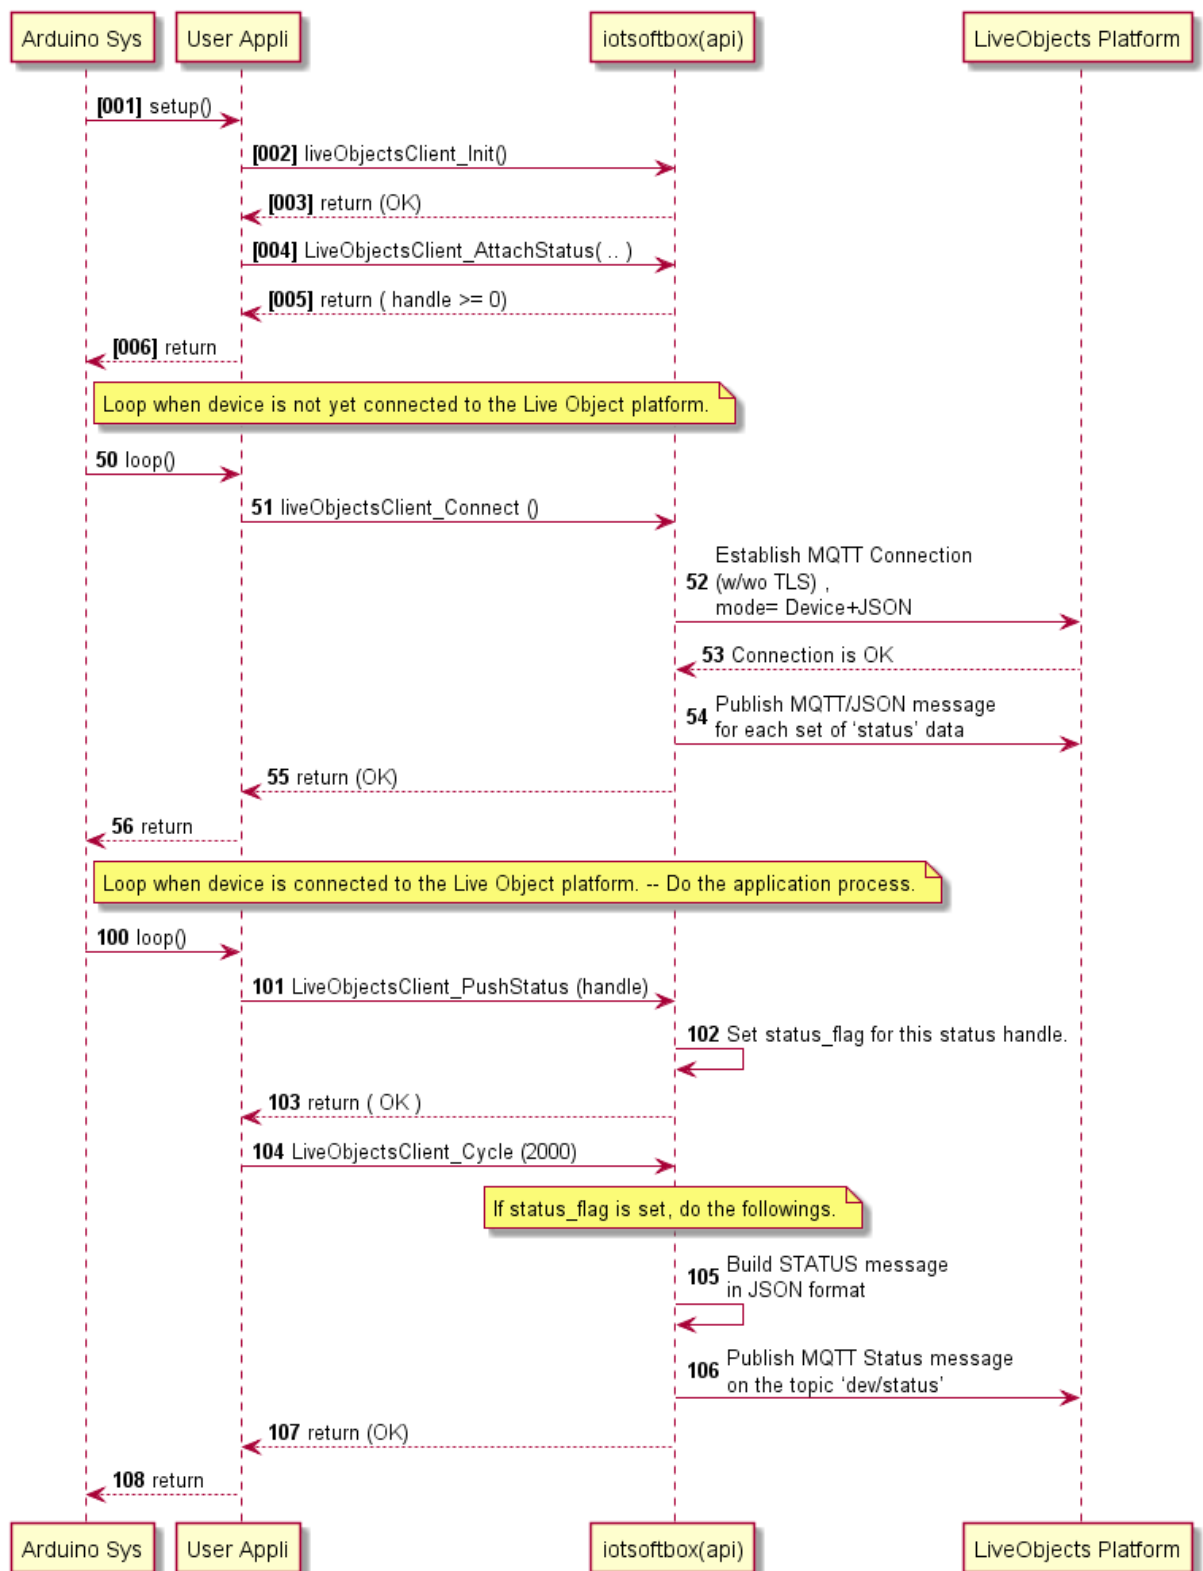 Arduino Sys
User Appli
iotsoftbox(api)
LiveObjects Platform
[001] setup()
[002] liveObjectsClient_Init()
[003] return (OK)
[004] LiveObjectsClient_AttachStatus( .. )
[005] return ( handle >= 0)
[006] return
Loop when device is not yet connected to the Live Object platform.
50 loop()
51 liveObjectsClient_Connect ()
Establish MQTT Connection
52 (w/wo TLS) ,
mode= Device+JSON
53 Connection is OK
54 Publish MQTT/JSON message
for each set of ‘status’ data
55 return (OK)
56 return
Loop when device is connected to the Live Object platform. -- Do the application process.
100 loop()
101 LiveObjectsClient_PushStatus (handle)
102 Set status_flag for this status handle.
103 return ( OK )
104 LiveObjectsClient_Cycle (2000)
If status_flag is set, do the followings.
105 Build STATUS message
in JSON format
106 Publish MQTT Status message
on the topic ‘dev/status’
107 return (OK)
108 return
Arduino Sys
User Appli
iotsoftbox(api)
LiveObjects Platform